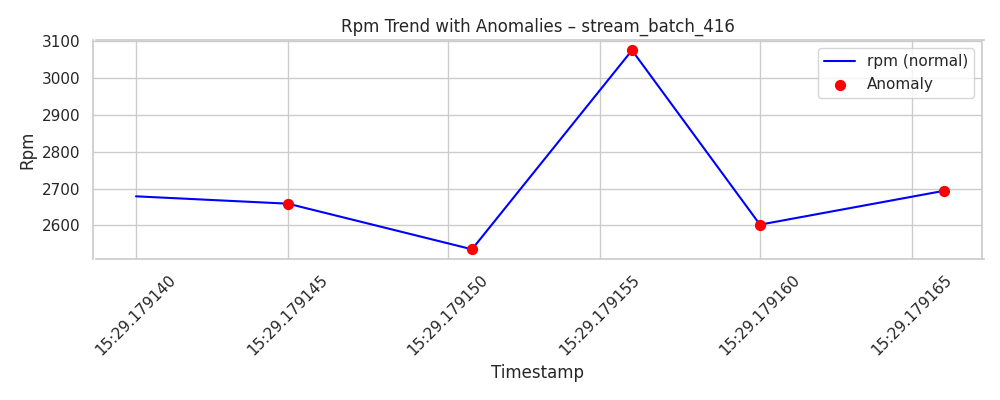 Rpm Trend with Anomalies – stream_batch_416
3100
3000
2900
2800
2700
2600
Rpm
rpm (normal)
Anomaly
15:29.179140
15:29.179145
15:29.179150
15:29.179155
15:29.179160
15:29.179165
Timestamp